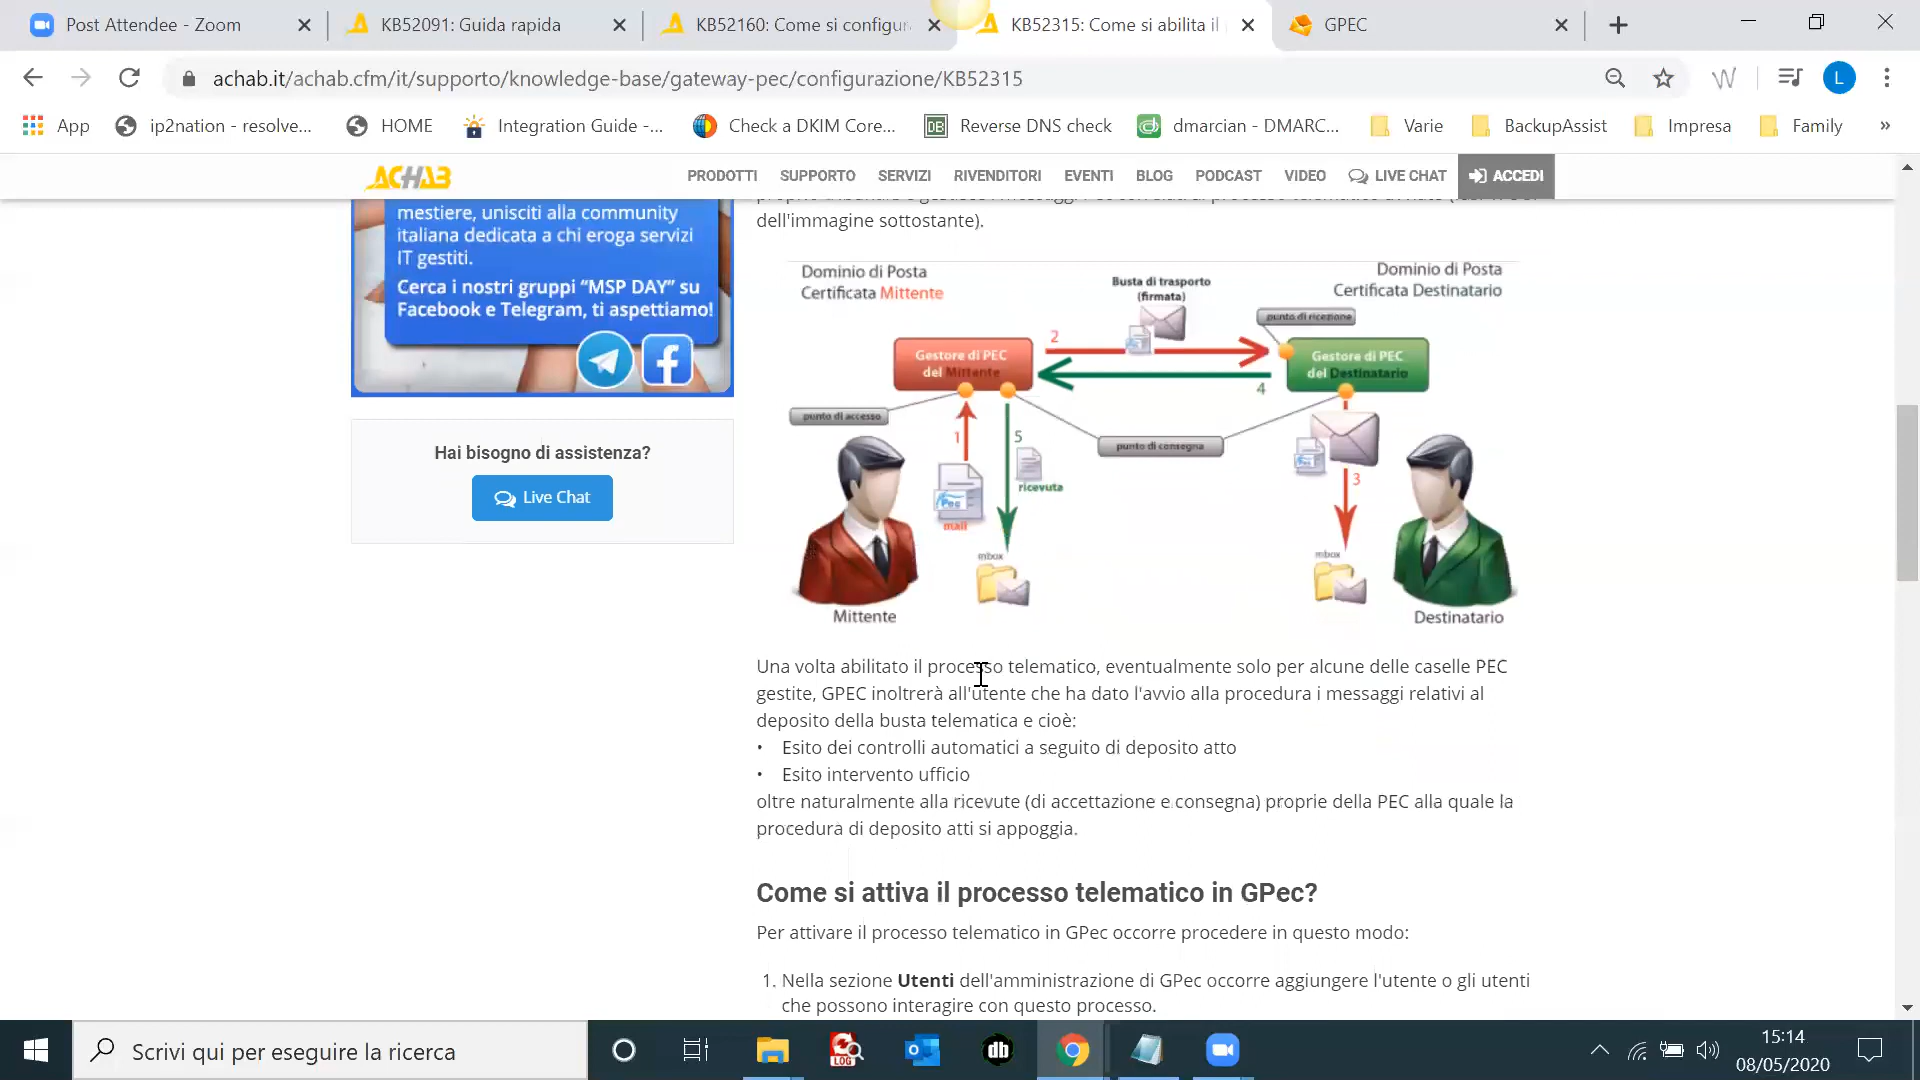 Post Attendee - Zoom
KB52091: Guida rapida
KB52160: Come si configur
KB52315: Come si abilita il
GPEC
achab.it/achab.cfm/it/supporto/knowledge-base/gateway-pec/configurazione/KB52315
L
App
ip2nation - resolve...
HOME
Integration Guide -...
Check a DKIM Core...
DB
Reverse DNS check
dmarcian - DMARC...
Varie
BackupAssist
Impresa
Family
»
ACHAB
PRODOTTI
SUPPORTO
SERVIZI
RIVENDITORI
EVENTI
BLOG
PODCAST
VIDEO
LIVE CHAT
ACCEDI
mestiere, unisciti alla community
italiana dedicata a chi eroga servizi
IT gestiti.
Cerca i nostri gruppi “MSP DAY” su
Facebook e Telegram, ti aspettiamo!
Hai bisogno di assistenza?
Live Chat
dell'immagine sottostante).
Dominio di Posta
Certificata Mittente
Busta di trasporto
(firmata)
Dominio di Posta
Certificata Destinatario
punto di ricezione
2
Gestore di PEC
del Mittente
Gestore di PEC
del Destinatario
4
punto di accesso
1
5
punto di consegna
ricevuta
3
Pec
mail
mbox
mbox
Mittente
Destinatario
Una volta abilitato il processo telematico, eventualmente solo per alcune delle caselle PEC
gestite, GPEC inoltrerà all'utente che ha dato l'avvio alla procedura i messaggi relativi al
deposito della busta telematica e cioè:
• Esito dei controlli automatici a seguito di deposito atto
• Esito intervento ufficio
oltre naturalmente alla ricevute (di accettazione e consegna) proprie della PEC alla quale la
procedura di deposito atti si appoggia.
Come si attiva il processo telematico in GPec?
Per attivare il processo telematico in GPec occorre procedere in questo modo:
1. Nella sezione Utenti dell'amministrazione di GPec occorre aggiungere l'utente o gli utenti
che possono interagire con questo processo.
Scrivi qui per eseguire la ricerca
LOG
db
15:14
08/05/2020